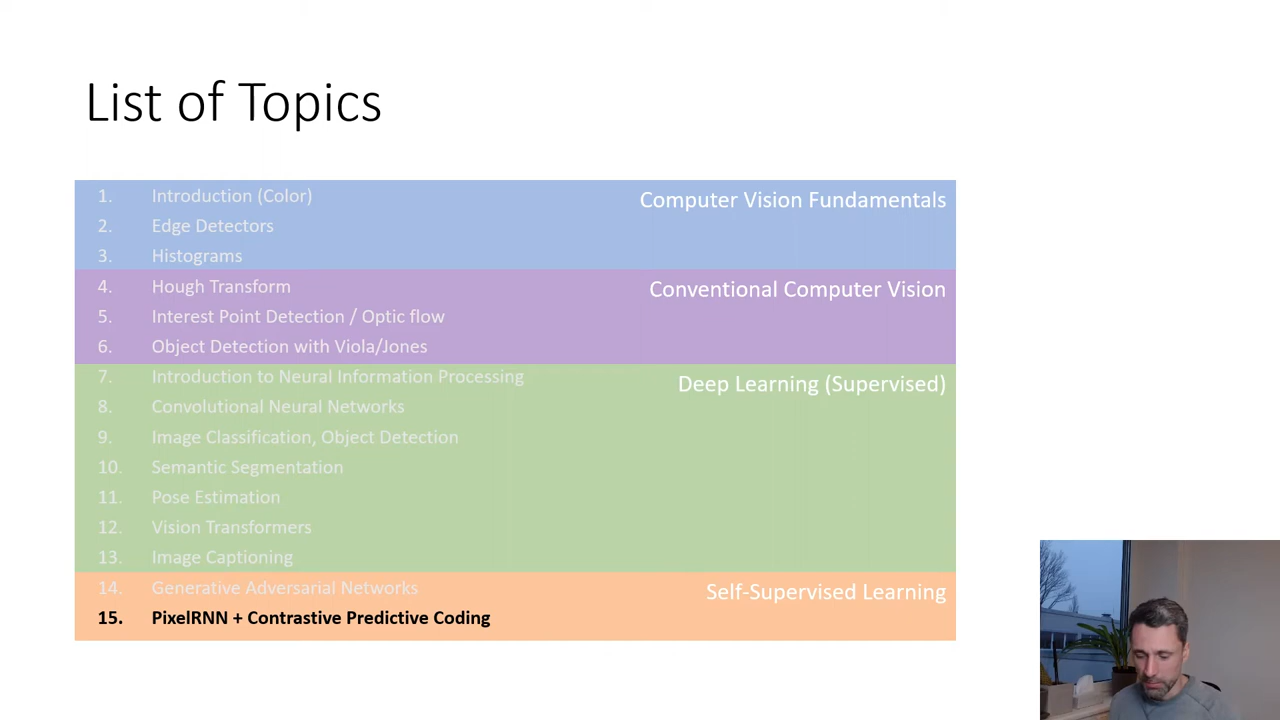 List of Topics
1. Introduction (Color)
Computer Vision Fundamentals
2. Edge Detectors
3. Histograms
4. Hough Transform
Conventional Computer Vision
5. Interest Point Detection / Optic flow
6. Object Detection with Viola/Jones
7. Introduction to Neural Information Processing
Deep Learning (Supervised)
8. Convolutional Neural Networks
9. Image Classification, Object Detection
10. Semantic Segmentation
11. Pose Estimation
12. Vision Transformers
13. Image Captioning
14. Generative Adversarial Networks
Self-Supervised Learning
15. PixelRNN + Contrastive Predictive Coding